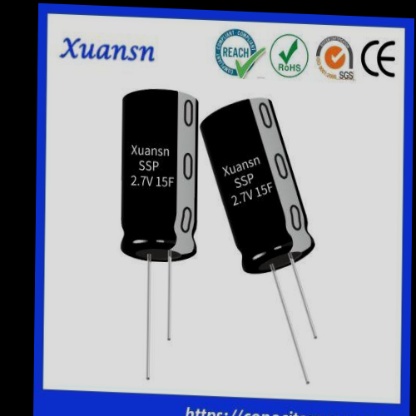 Xuansn
REACH
RoHS
SGS
CE
Xuansn
SSP
2.7V 15F
Xuansn
SSP
2.7V 15F